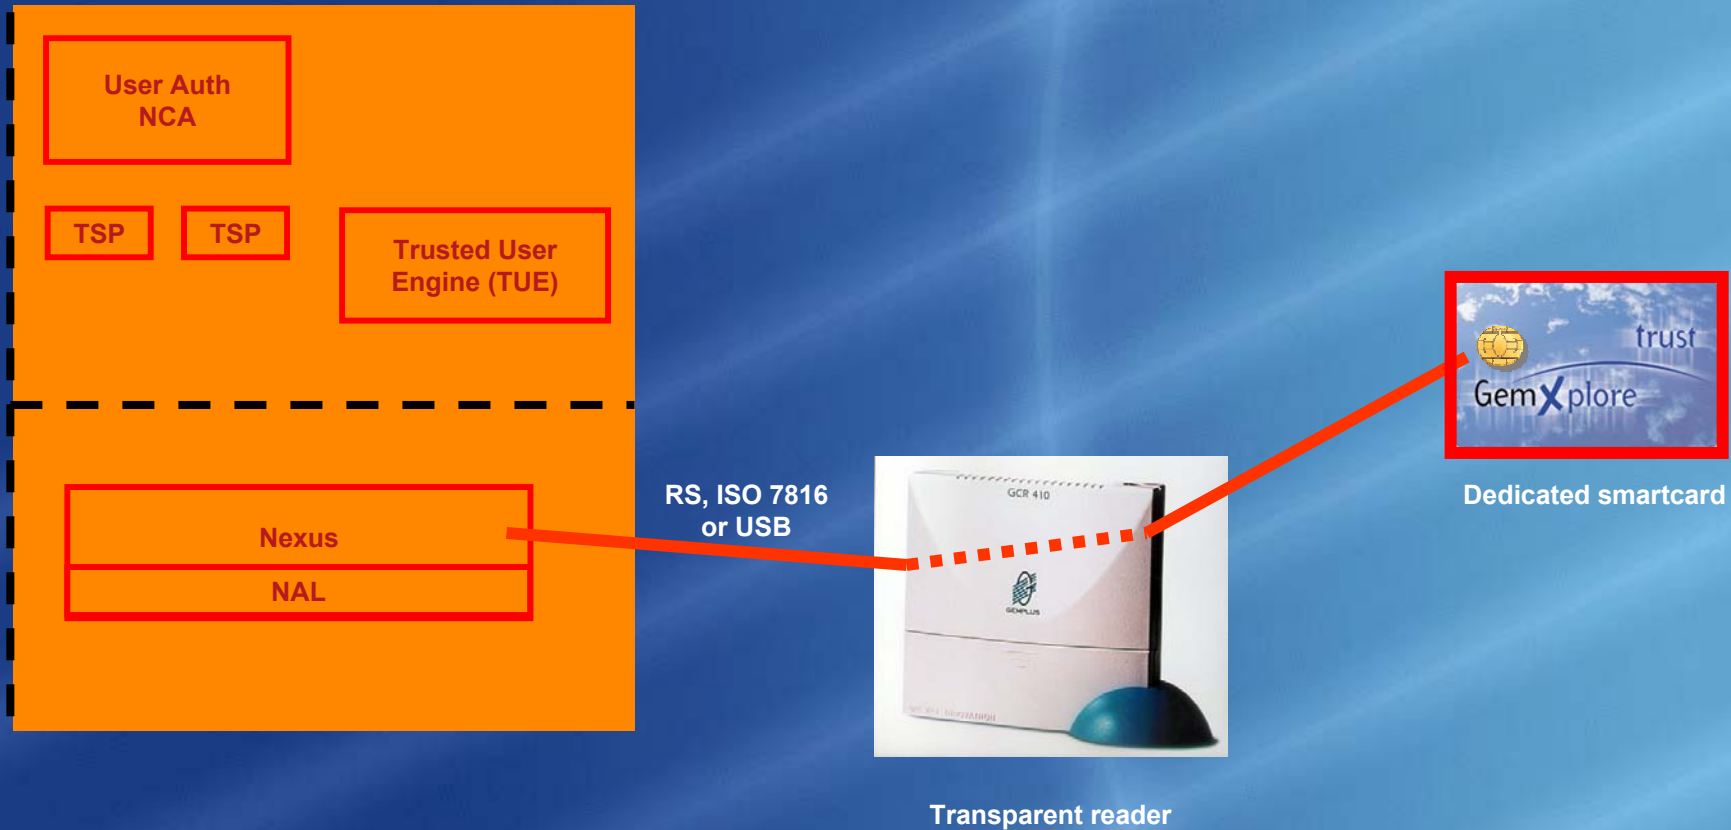 User Auth
NCA
TSP
TSP
Trusted User
Engine (TUE)
Nexus
NAL
RS, ISO 7816
or USB
GCR 410
GEMPLUS
Transparent reader
trust
GemXplore
Dedicated smartcard